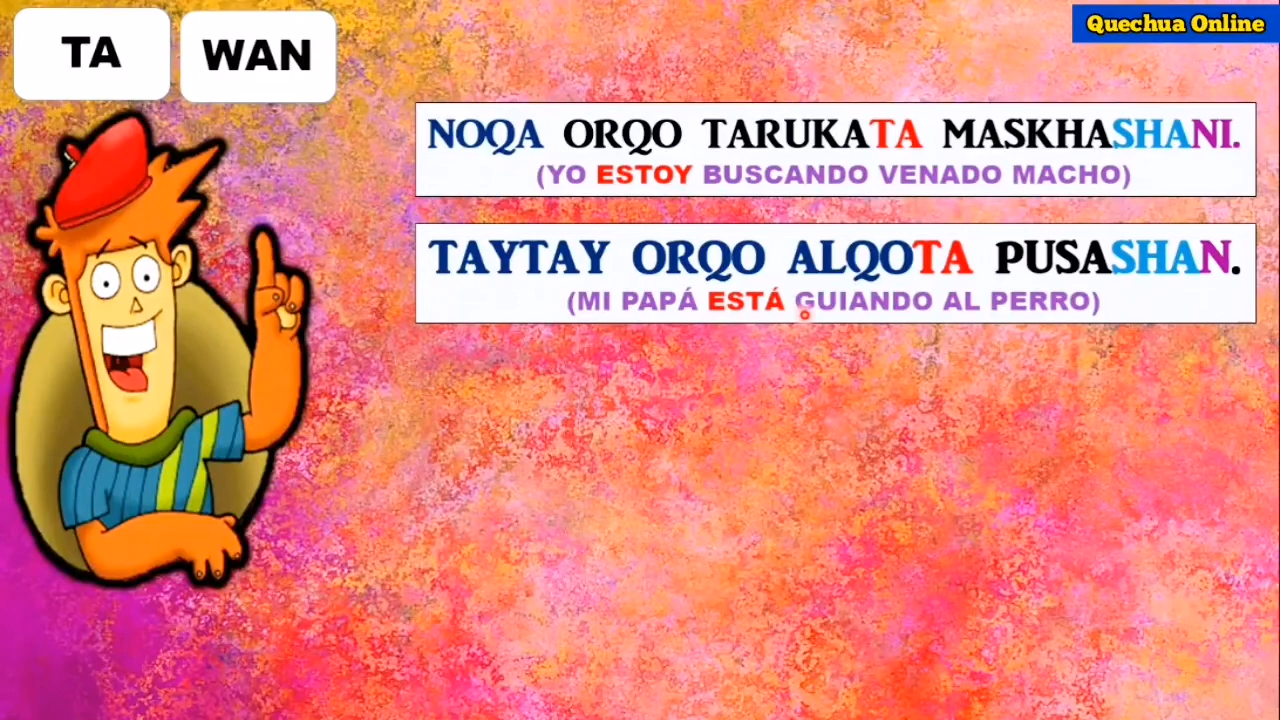 TA
WAN
Quechua Online
NOQA ORQO TARUKATA MASKHASHANI.
(YO ESTOY BUSCANDO VENADO MACHO)
TAYTAY ORQO ALQOTA PUSASHAN.
(MI PAPÁ ESTÁ GUIANDO AL PERRO)